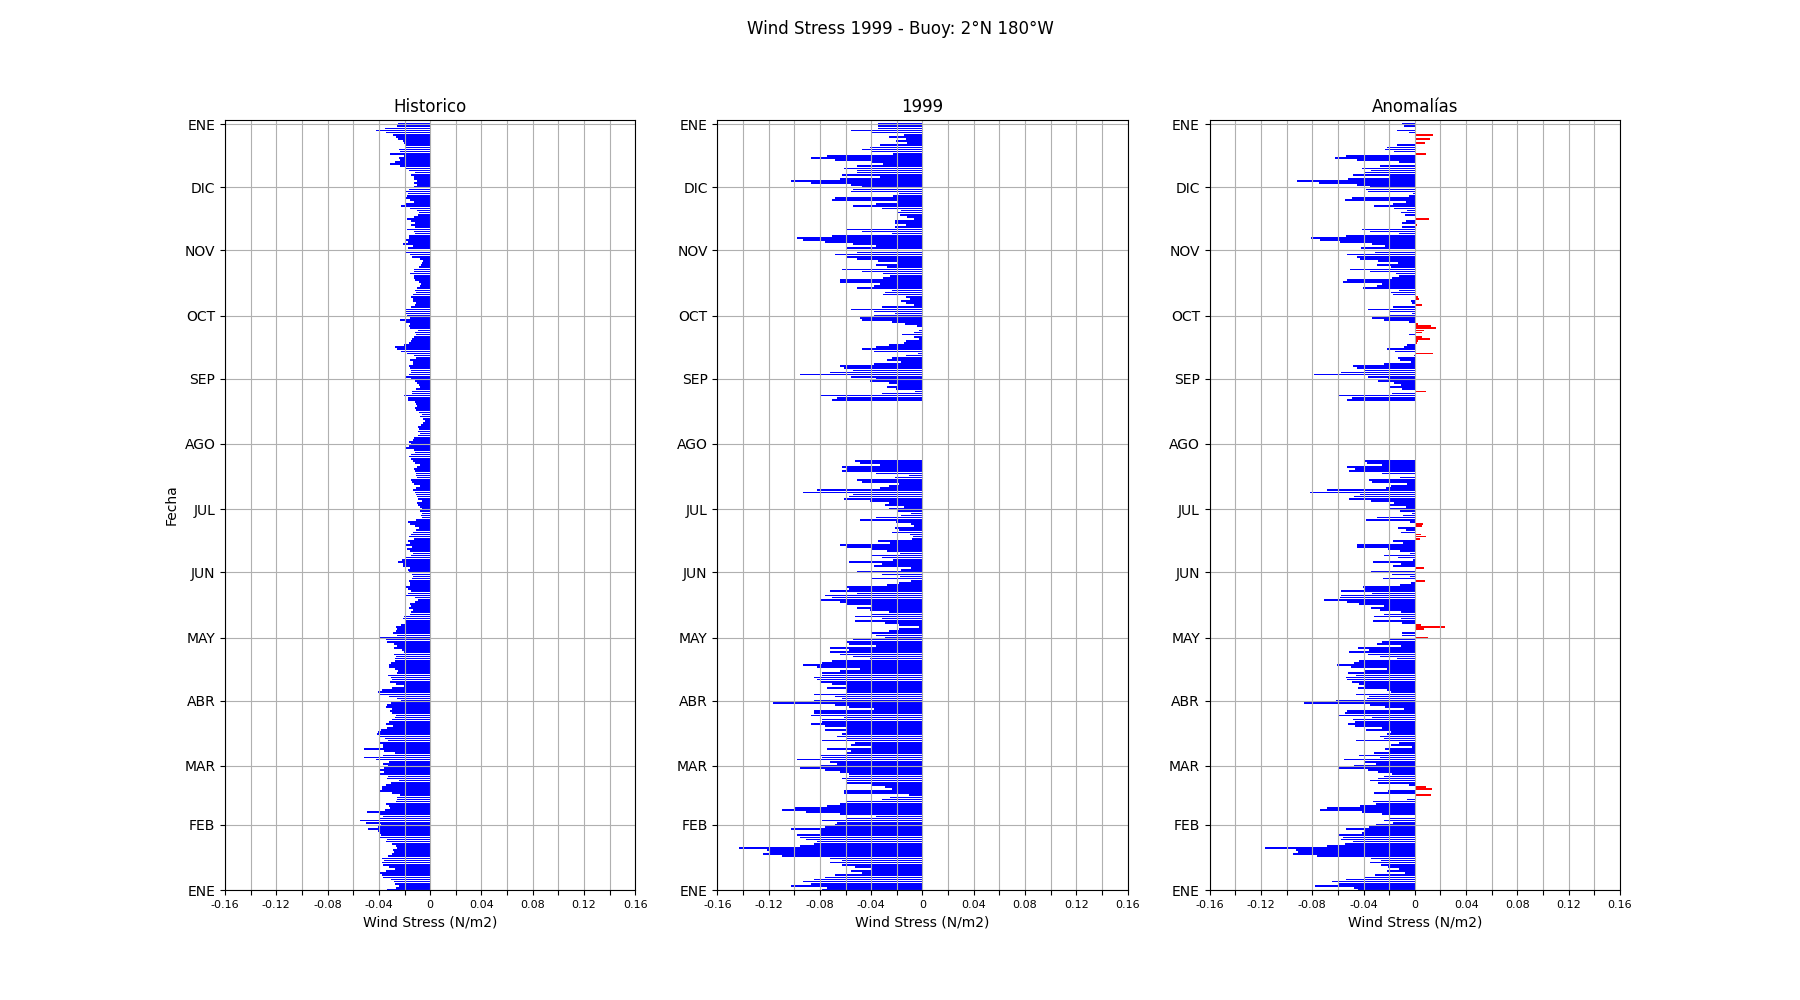 Wind Stress 1999 - Buoy: 2°N 180°W
Historico
ENE
DIC
NOV
OCT
SEP
AGO
JUL
JUN
MAY
ABR
MAR
FEB
ENE
Fecha
-0.16 -0.12 -0.08 -0.04 0 0.04 0.08 0.12 0.16
Wind Stress (N/m2)
1999
ENE
DIC
NOV
OCT
SEP
AGO
JUL
JUN
MAY
ABR
MAR
FEB
ENE
-0.16 -0.12 -0.08 -0.04 0 0.04 0.08 0.12 0.16
Wind Stress (N/m2)
Anomalías
ENE
DIC
NOV
OCT
SEP
AGO
JUL
JUN
MAY
ABR
MAR
FEB
ENE
-0.16 -0.12 -0.08 -0.04 0 0.04 0.08 0.12 0.16
Wind Stress (N/m2)